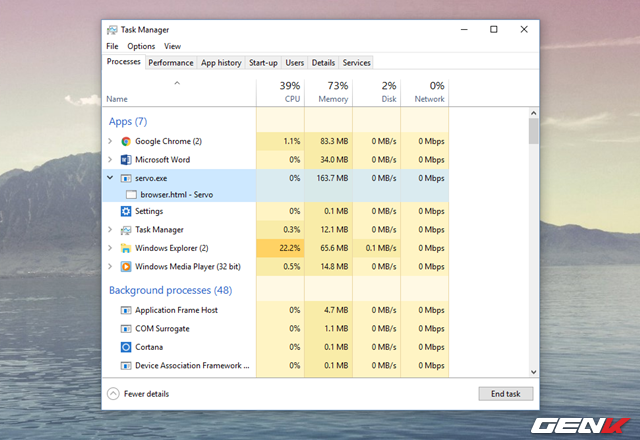 Task Manager
File Options View
Processes Performance App history Start-up Users Details Services
39% 73% 2% 0%
Name CPU Memory Disk Network
Apps (7)
Google Chrome (2) 1.1% 83.3 MB 0 MB/s 0 Mbps
Microsoft Word 0% 34.0 MB 0 MB/s 0 Mbps
servo.exe 0% 163.7 MB 0 MB/s 0 Mbps
browser.html - Servo
Settings 0% 0.1 MB 0 MB/s 0 Mbps
Task Manager 0.3% 12.1 MB 0 MB/s 0 Mbps
Windows Explorer (2) 22.2% 65.6 MB 0.1 MB/s 0 Mbps
Windows Media Player (32 bit) 0.5% 14.8 MB 0 MB/s 0 Mbps
Background processes (48)
Application Frame Host 0% 4.7 MB 0 MB/s 0 Mbps
COM Surrogate 0% 1.1 MB 0 MB/s 0 Mbps
Cortana 0% 0.1 MB 0 MB/s 0 Mbps
Device Association Framework ... 0% 0.1 MB 0 MB/s 0 Mbps
Fewer details End task
GENK